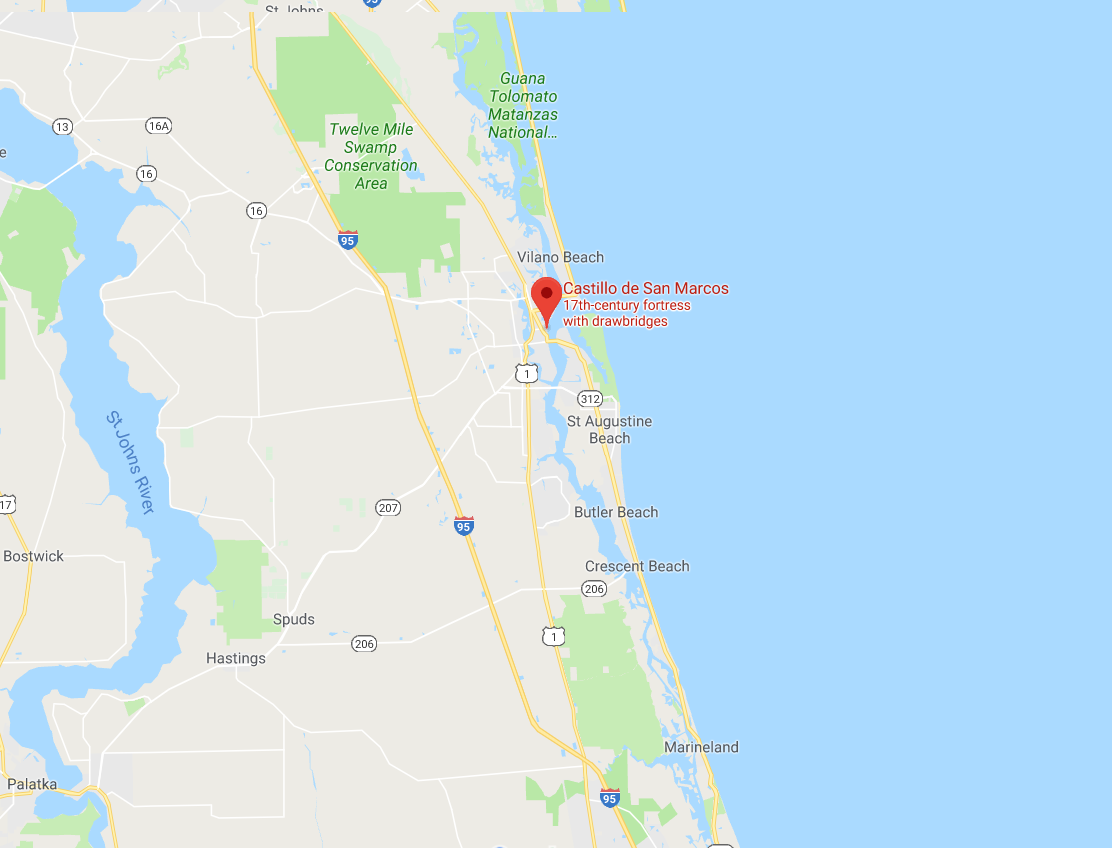 St. Johns
95
Guana
Tolomato
Matanzas
National...
13
16A
Twelve Mile
Swamp
Conservation
Area
e
16
16
95
Vilano Beach
Castillo de San Marcos
17th-century fortress
with drawbridges
1
312
St Augustine
Beach
St Johns River
17
207
Butler Beach
95
Bostwick
Crescent Beach
206
Spuds
1
206
Hastings
Marineland
Palatka
95